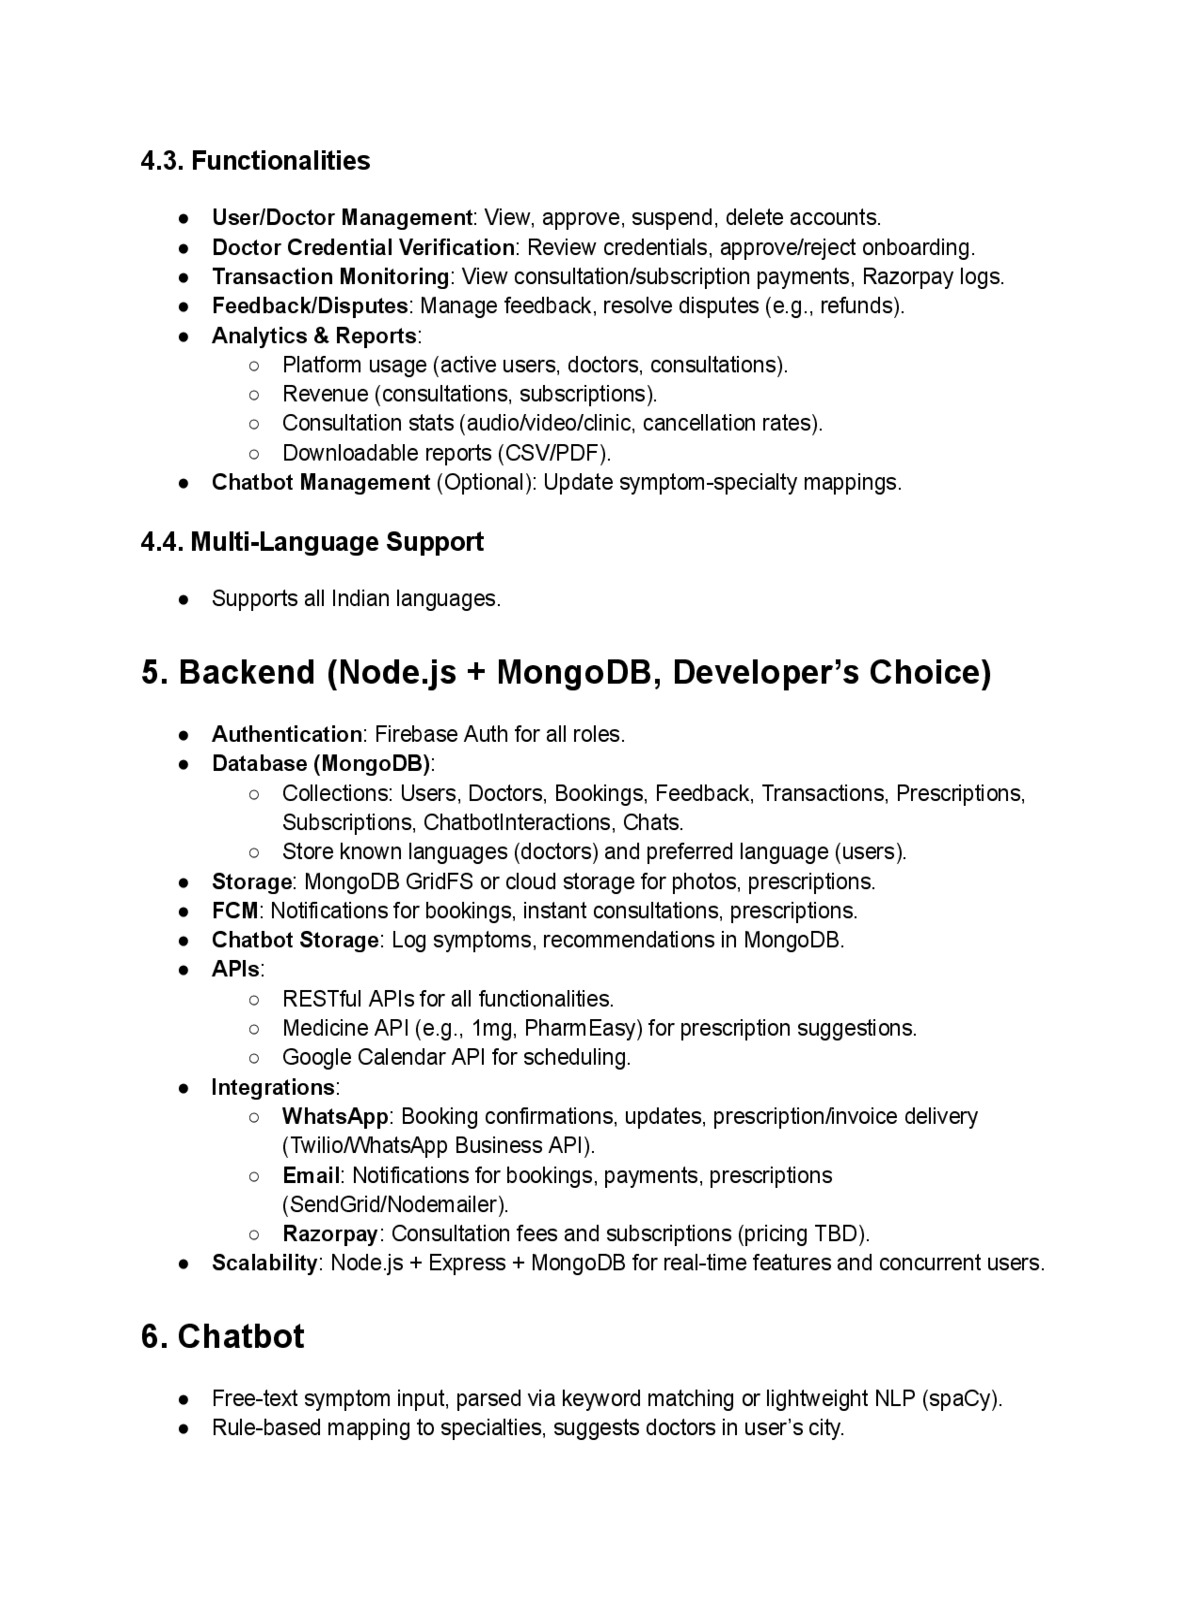 4.3. Functionalities
● User/Doctor Management: View, approve, suspend, delete accounts.
● Doctor Credential Verification: Review credentials, approve/reject onboarding.
● Transaction Monitoring: View consultation/subscription payments, Razorpay logs.
● Feedback/Disputes: Manage feedback, resolve disputes (e.g., refunds).
● Analytics & Reports:
○ Platform usage (active users, doctors, consultations).
○ Revenue (consultations, subscriptions).
○ Consultation stats (audio/video/clinic, cancellation rates).
○ Downloadable reports (CSV/PDF).
● Chatbot Management (Optional): Update symptom-specialty mappings.
4.4. Multi-Language Support
● Supports all Indian languages.
5. Backend (Node.js + MongoDB, Developer’s Choice)
● Authentication: Firebase Auth for all roles.
● Database (MongoDB):
○ Collections: Users, Doctors, Bookings, Feedback, Transactions, Prescriptions,
Subscriptions, ChatbotInteractions, Chats.
○ Store known languages (doctors) and preferred language (users).
● Storage: MongoDB GridFS or cloud storage for photos, prescriptions.
● FCM: Notifications for bookings, instant consultations, prescriptions.
● Chatbot Storage: Log symptoms, recommendations in MongoDB.
● APIs:
○ RESTful APIs for all functionalities.
○ Medicine API (e.g., 1mg, PharmEasy) for prescription suggestions.
○ Google Calendar API for scheduling.
● Integrations:
○ WhatsApp: Booking confirmations, updates, prescription/invoice delivery
(Twilio/WhatsApp Business API).
○ Email: Notifications for bookings, payments, prescriptions
(SendGrid/Nodemailer).
○ Razorpay: Consultation fees and subscriptions (pricing TBD).
● Scalability: Node.js + Express + MongoDB for real-time features and concurrent users.
6. Chatbot
● Free-text symptom input, parsed via keyword matching or lightweight NLP (spaCy).
● Rule-based mapping to specialties, suggests doctors in user’s city.